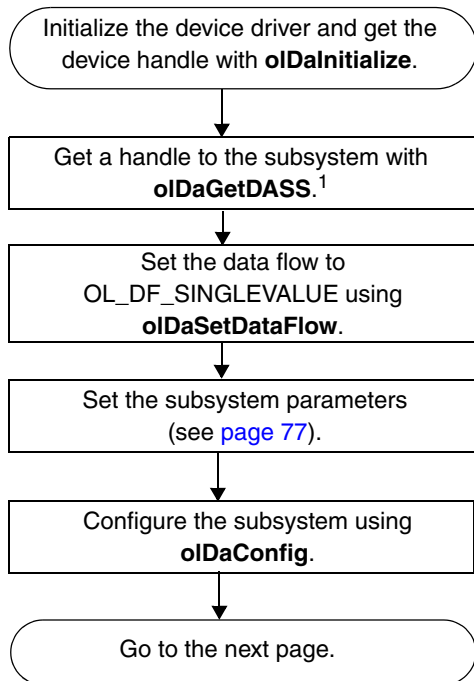 Initialize the device driver and get the
device handle with olDaInitialize.
Get a handle to the subsystem with
olDaGetDASS.1
Set the data flow to
OL_DF_SINGLEVALUE using
olDaSetDataFlow.
Set the subsystem parameters
(see page 77).
Configure the subsystem using
olDaConfig.
Go to the next page.